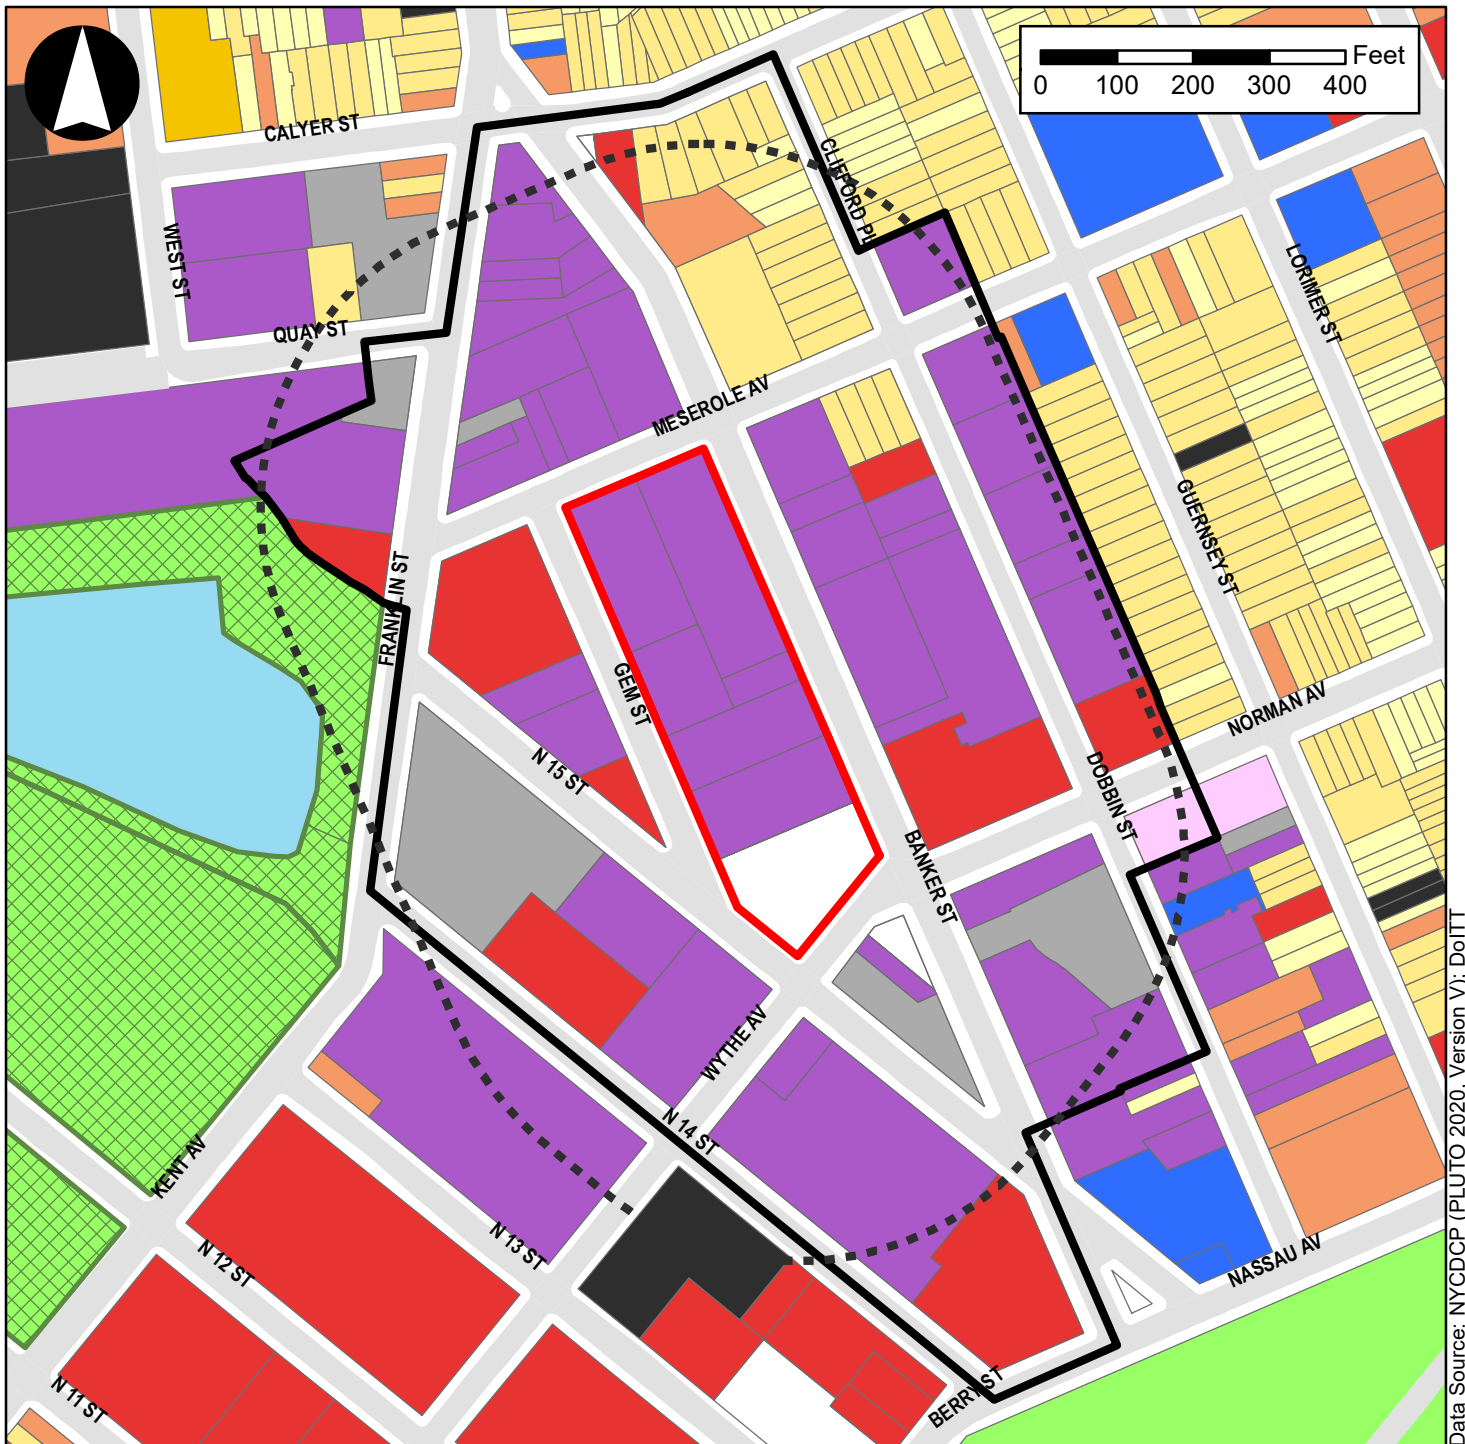 Feet
0 100 200 300 400
CALYER ST
CLIFFORD PL
WEST ST
LORIMER ST
QUAY ST
MESEROLE AV
GUERNSEY ST
FRANKLIN ST
GEM ST
NORMAN AV
N 15 ST
DOBBIN ST
BANKER ST
WYTHE AV
N 14 ST
KENT AV
N 13 ST
N 12 ST
NASSAU AV
N 11 ST
BERRY ST
Data Source: NYCDCP (PLUTO 2020, Version V); DoITT